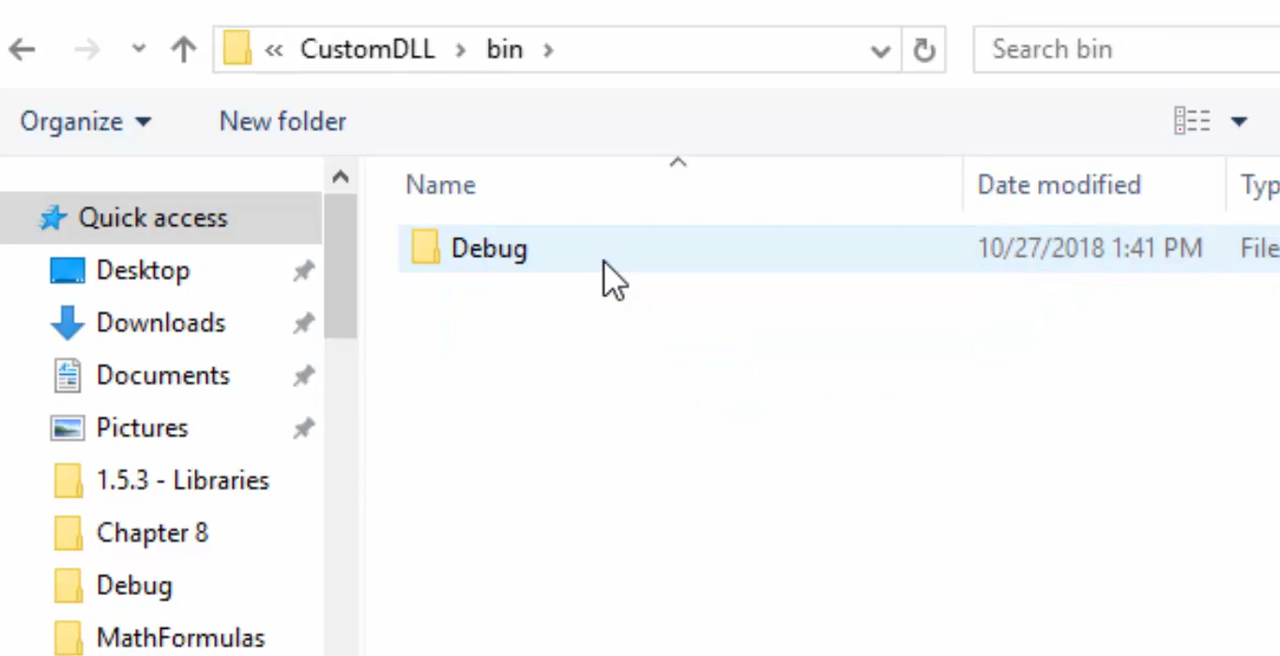 « CustomDLL > bin >
Search bin
Organize
New folder
Name
Date modified
Typ
Quick access
Debug
10/27/2018 1:41 PM
File
Desktop
Downloads
Documents
Pictures
1.5.3 - Libraries
Chapter 8
Debug
MathFormulas